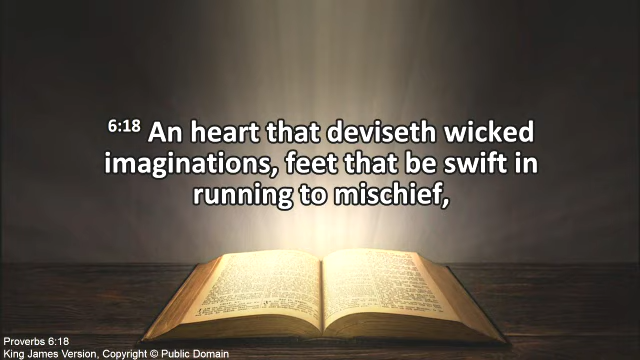 6:18 An heart that deviseth wicked
imaginations, feet that be swift in
running to mischief,
Proverbs 6:18
King James Version, Copyright © Public Domain